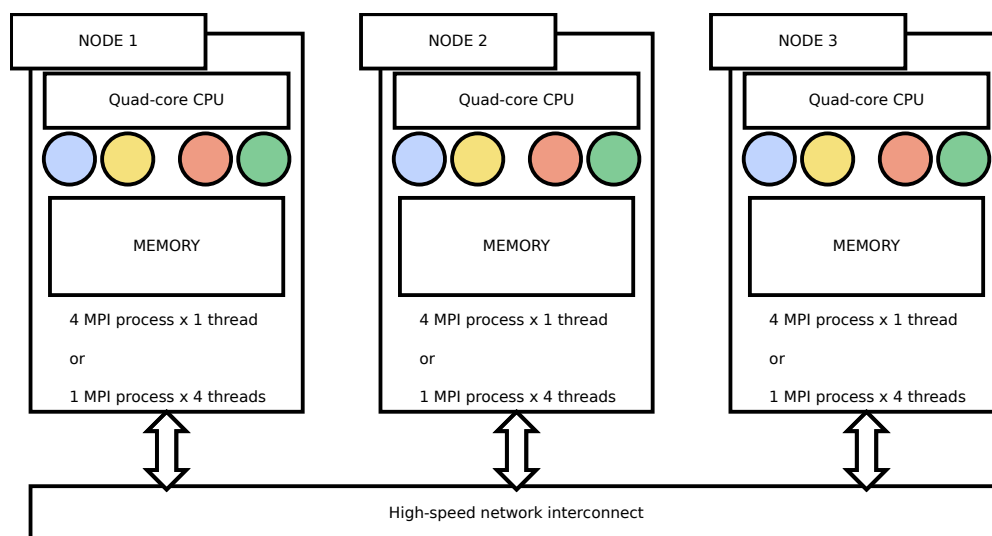 NODE 1
Quad-core CPU
MEMORY
4 MPI process x 1 thread
or
1 MPI process x 4 threads
NODE 2
Quad-core CPU
MEMORY
4 MPI process x 1 thread
or
1 MPI process x 4 threads
NODE 3
Quad-core CPU
MEMORY
4 MPI process x 1 thread
or
1 MPI process x 4 threads
High-speed network interconnect